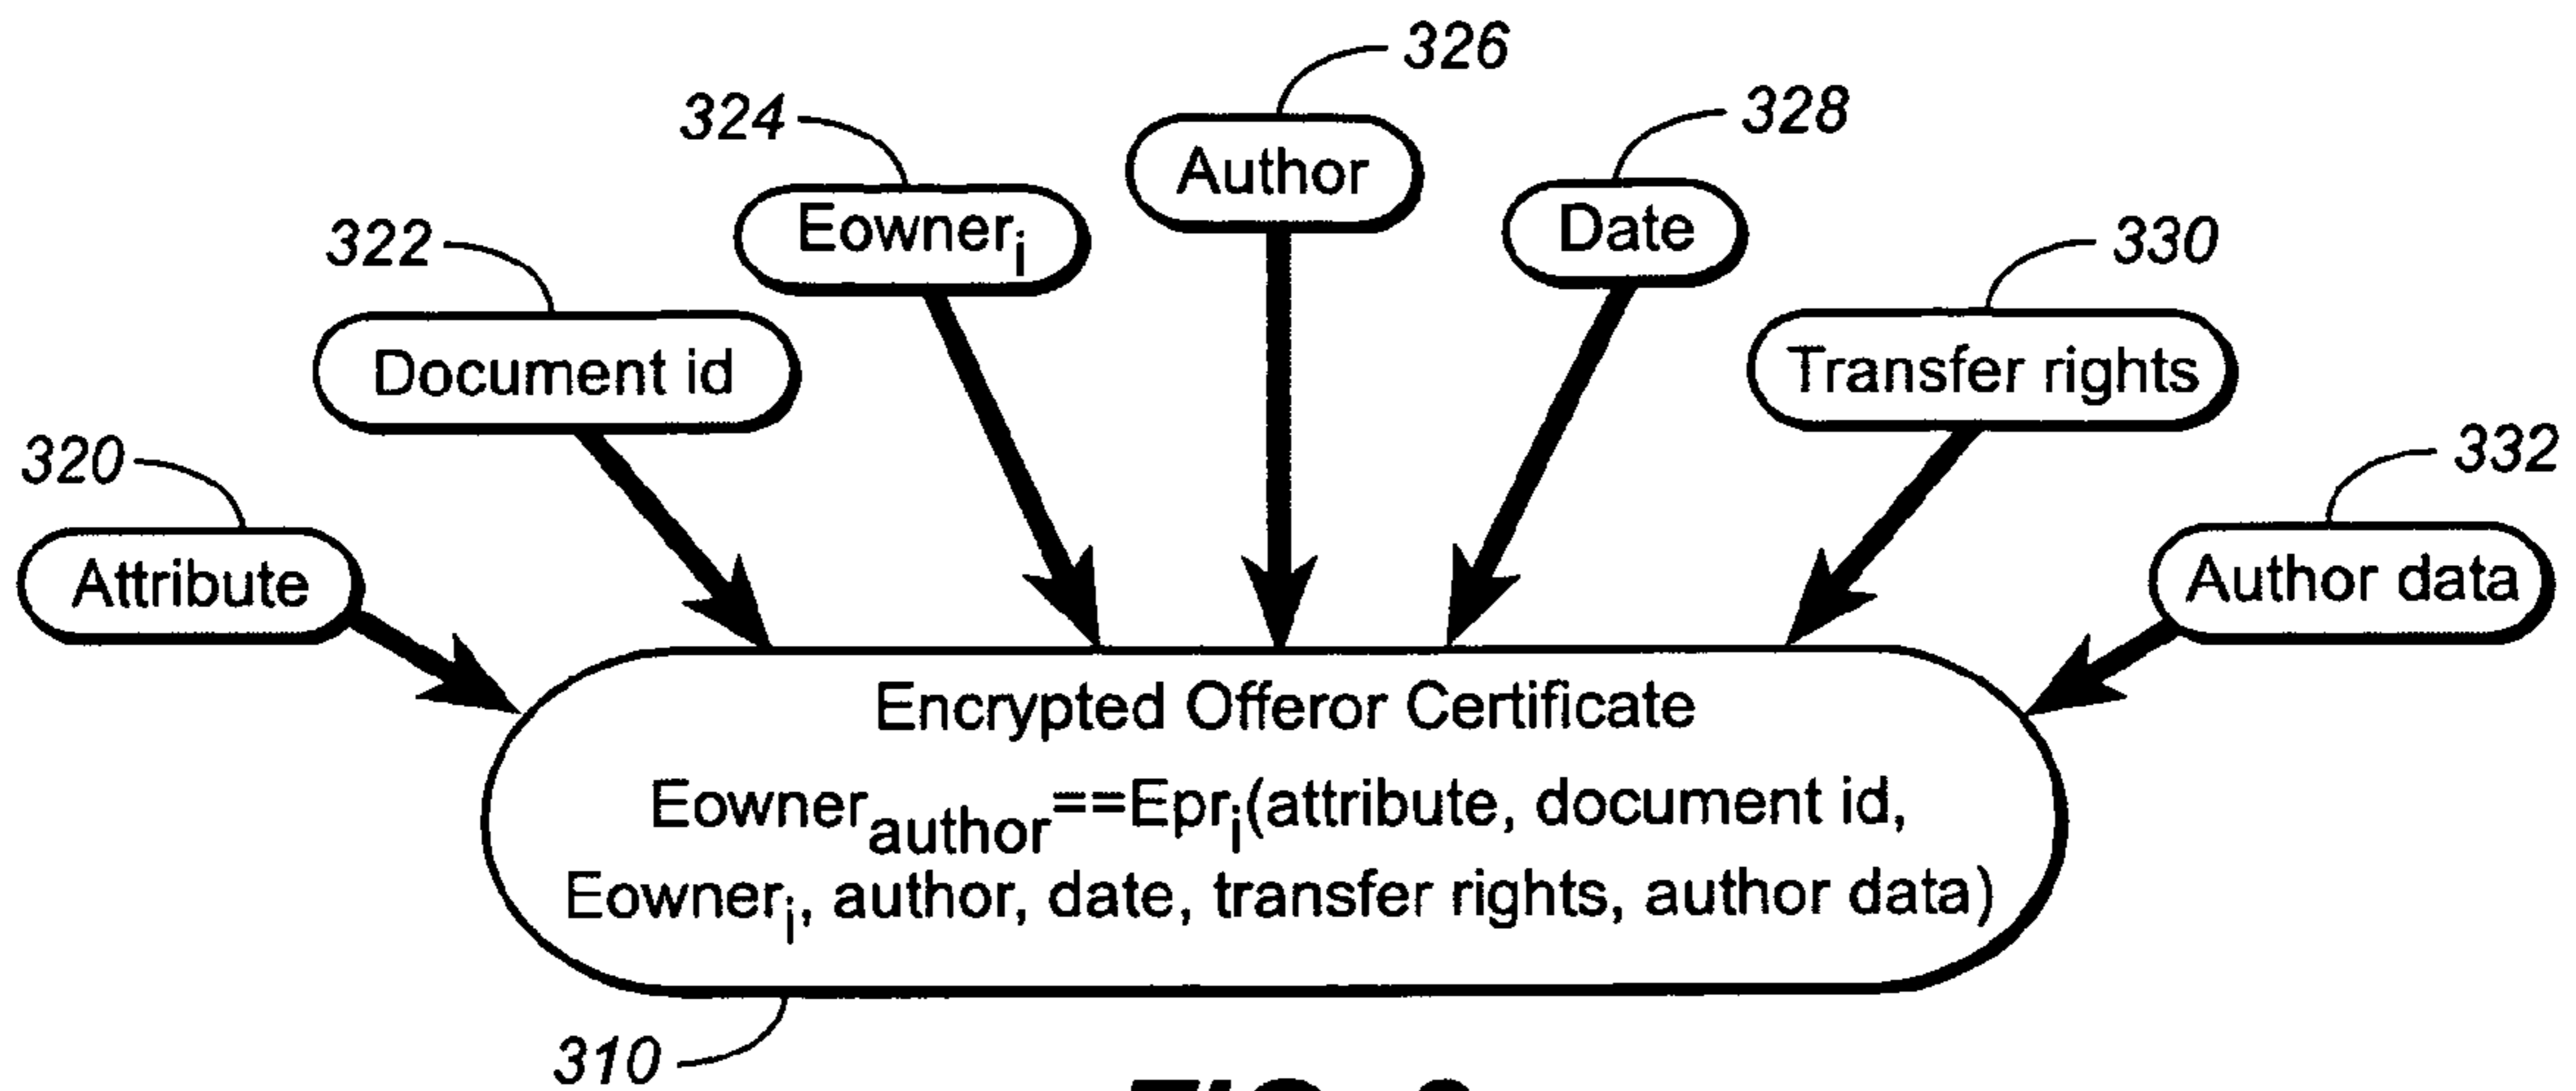 326
324
328
Author
Eowner_i
Date
322
330
Document id
Transfer rights
320
332
Attribute
Author data
Encrypted Offeror Certificate
Eowner_author==Epr_i(attribute, document id,
Eowner_i, author, date, transfer rights, author data)
310